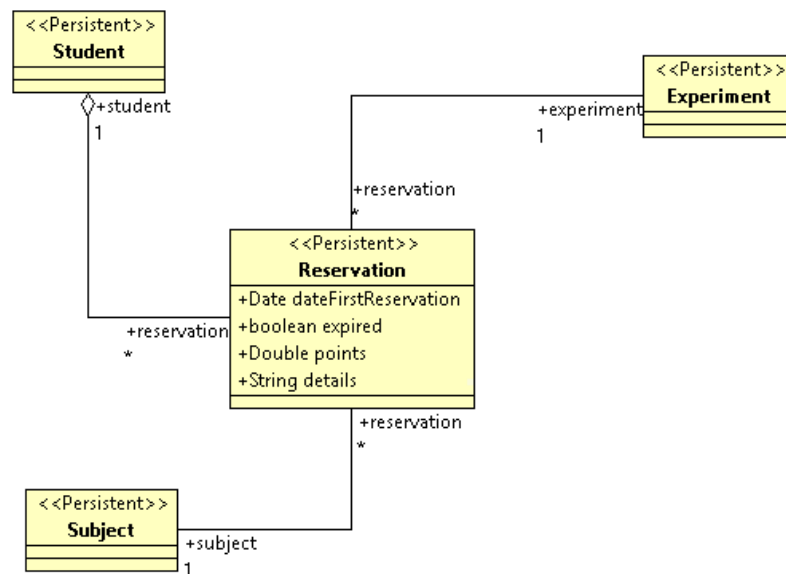 <<Persistent>>
Student
+student
1
<<Persistent>>
Experiment
+experiment
1
+reservation
*
<<Persistent>>
Reservation
+Date dateFirstReservation
+boolean expired
+Double points
+String details
+reservation
*
+reservation
*
<<Persistent>>
Subject
+subject
1